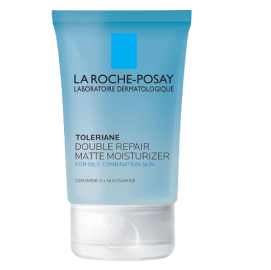 LA ROCHE-POSAY
LABORATOIRE DERMATOLOGIQUE
TOLERIANE
DOUBLE REPAIR
MATTE MOISTURIZER
FOR OILY, COMBINATION SKIN
CERAMIDE-3 + NIACINAMIDE